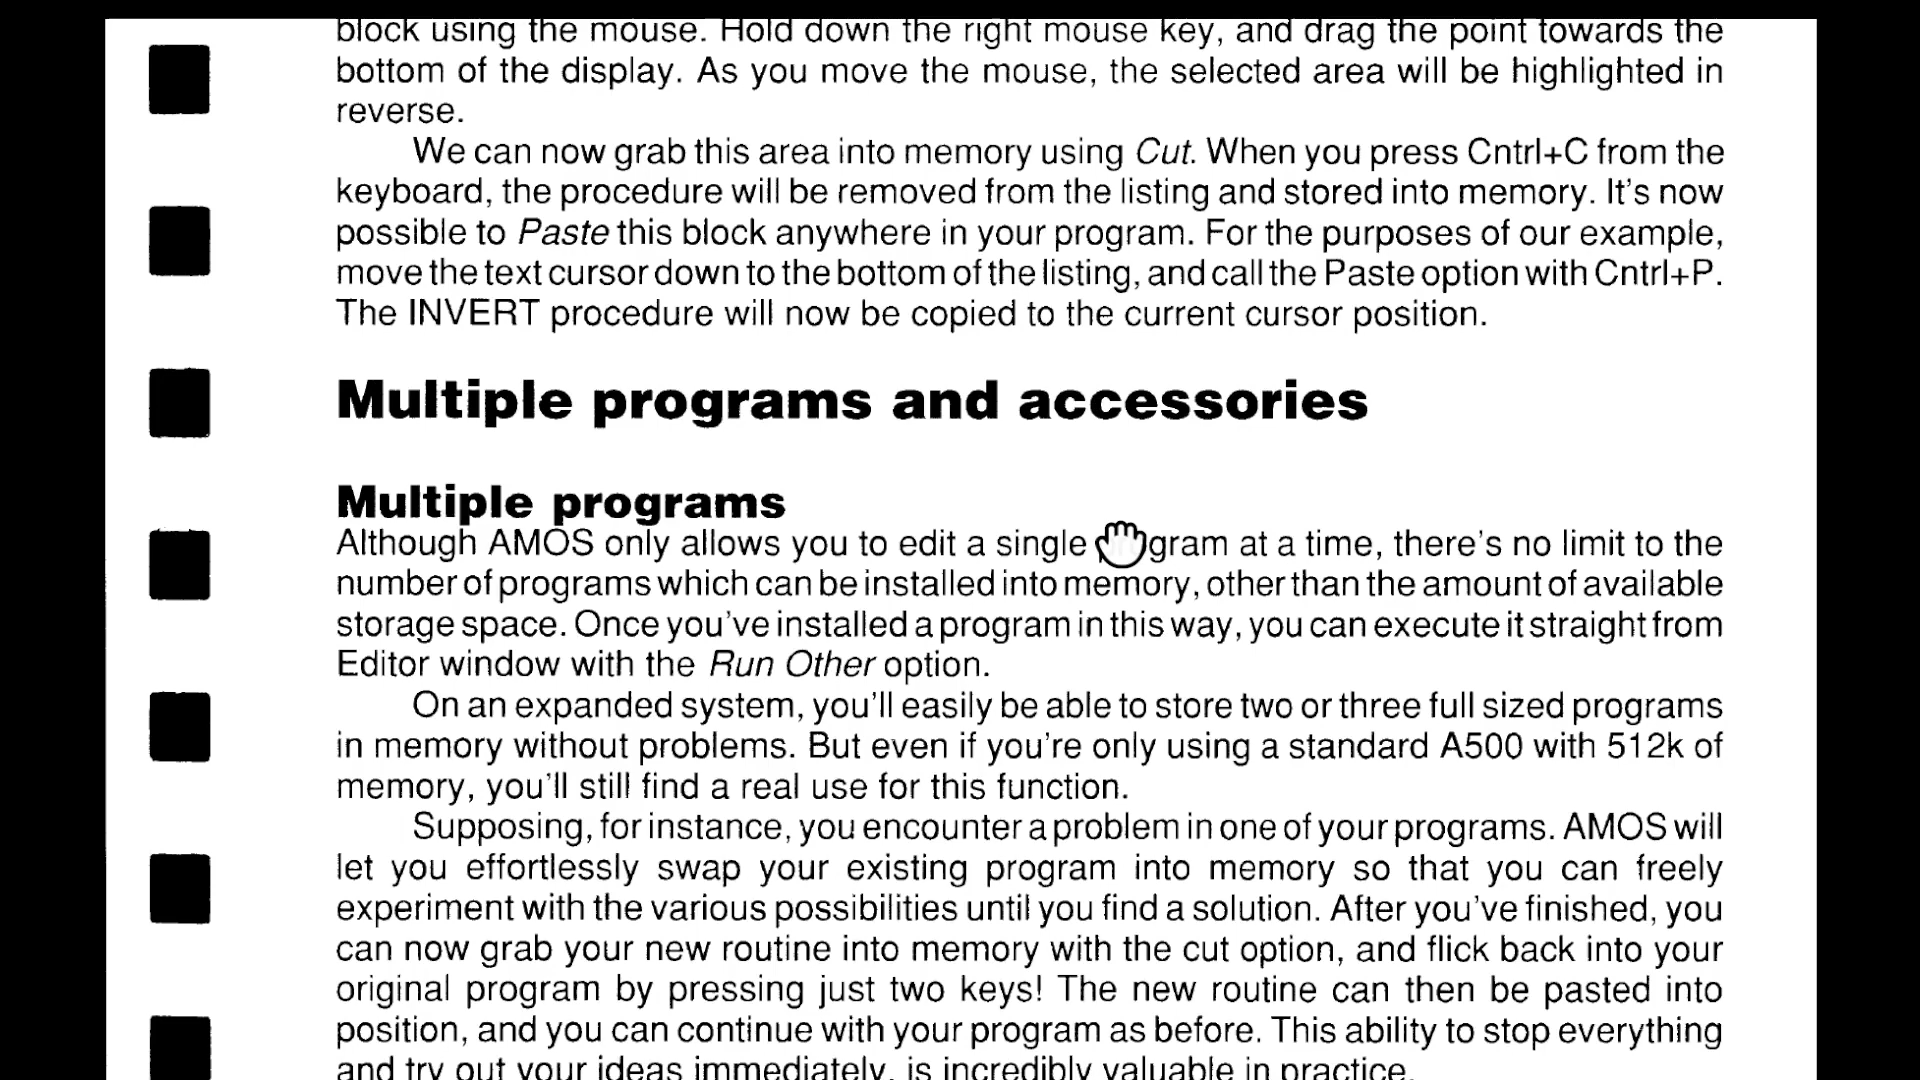 block using the mouse. Hold down the right mouse key, and drag the point towards the
bottom of the display. As you move the mouse, the selected area will be highlighted in
reverse.
We can now grab this area into memory using Cut. When you press Cntrl+C from the
keyboard, the procedure will be removed from the listing and stored into memory. It's now
possible to Paste this block anywhere in your program. For the purposes of our example,
move the text cursor down to the bottom of the listing, and call the Paste option with Cntrl+P.
The INVERT procedure will now be copied to the current cursor position.
Multiple programs and accessories
Multiple programs
Although AMOS only allows you to edit a single program at a time, there's no limit to the
number of programs which can be installed into memory, other than the amount of available
storage space. Once you've installed a program in this way, you can execute it straight from
Editor window with the Run Other option.
On an expanded system, you'll easily be able to store two or three full sized programs
in memory without problems. But even if you're only using a standard A500 with 512k of
memory, you'll still find a real use for this function.
Supposing, for instance, you encounter a problem in one of your programs. AMOS will
let you effortlessly swap your existing program into memory so that you can freely
experiment with the various possibilities until you find a solution. After you've finished, you
can now grab your new routine into memory with the cut option, and flick back into your
original program by pressing just two keys! The new routine can then be pasted into
position, and you can continue with your program as before. This ability to stop everything
and try out your ideas immediately, is incredibly valuable in practice.